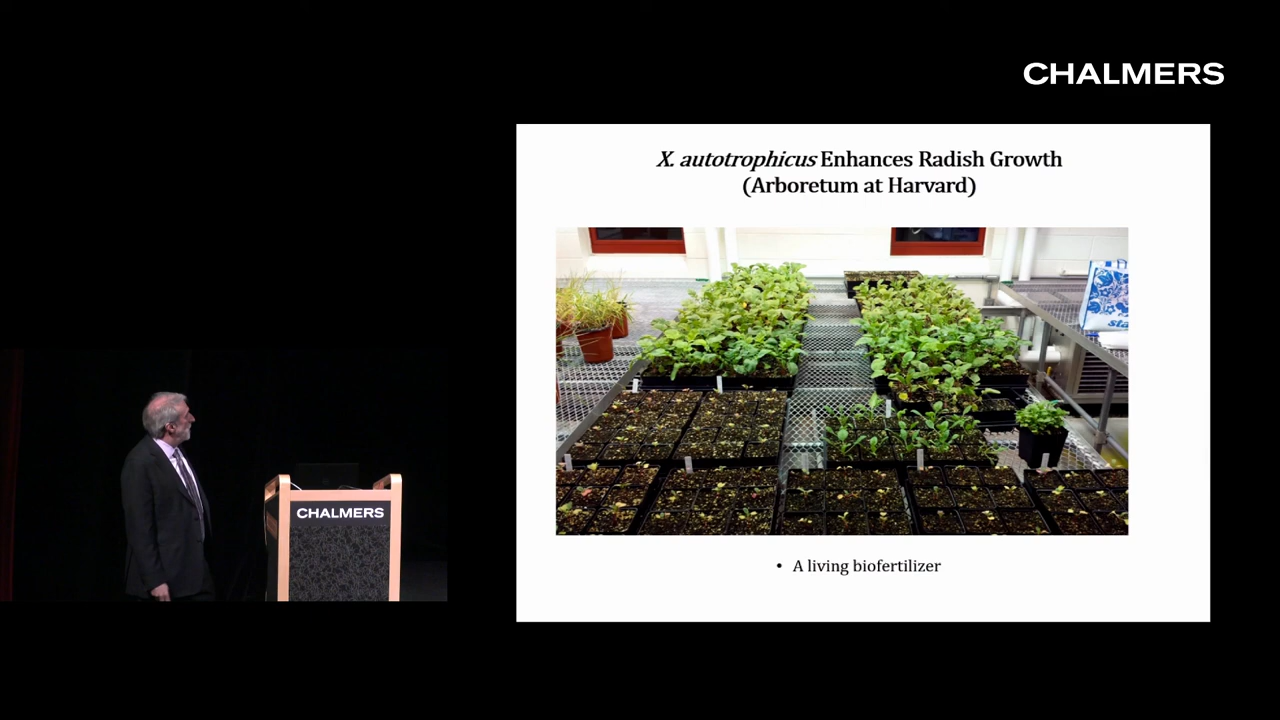 CHALMERS
X. autotrophicus Enhances Radish Growth
(Arboretum at Harvard)
• A living biofertilizer
CHALMERS